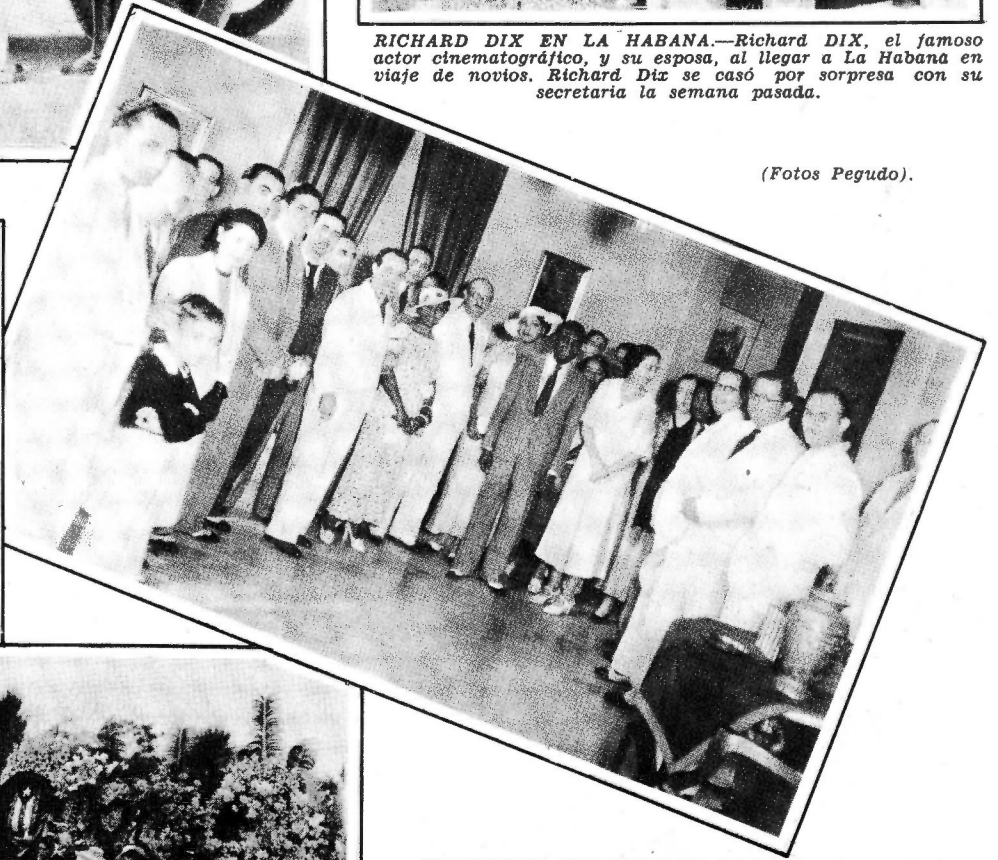 RICHARD DIX EN LA HABANA.—Richard DIX, el famoso
actor cinematográfico, y su esposa, al llegar a La Habana en
viaje de novios. Richard Dix se casó por sorpresa con su
secretaria la semana pasada.
(Fotos Pegudo).